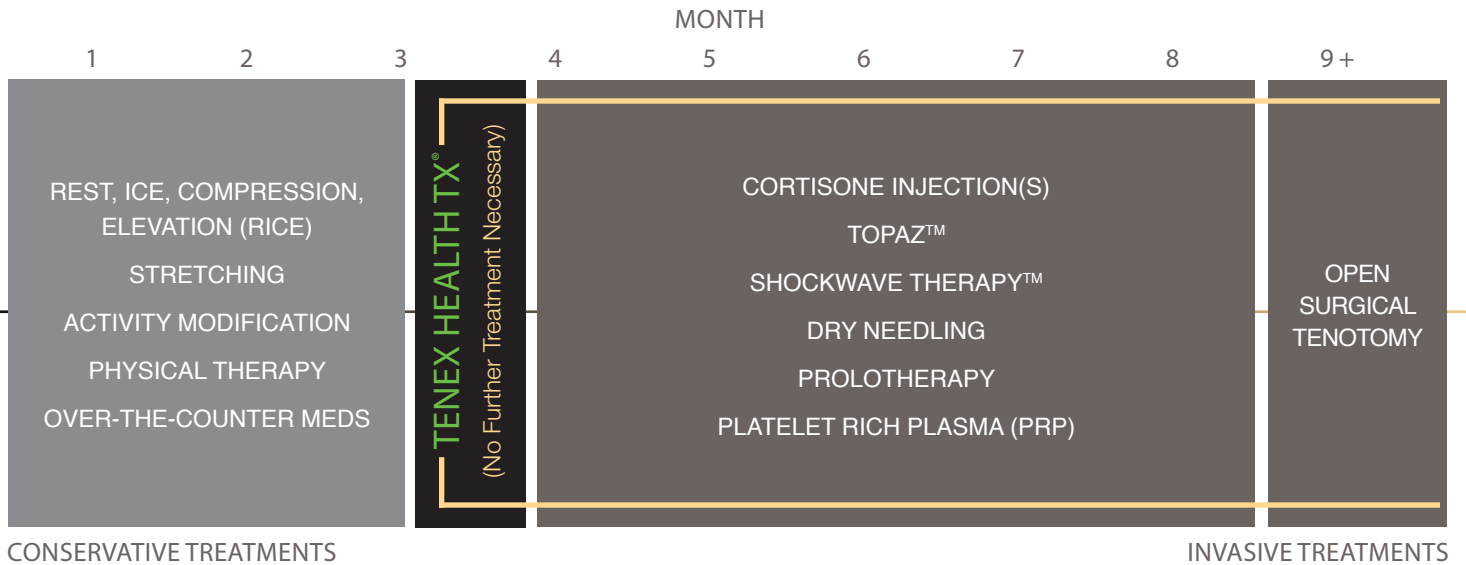 MONTH
1 2 3 4 5 6 7 8 9 +
REST, ICE, COMPRESSION,
ELEVATION (RICE)
STRETCHING
ACTIVITY MODIFICATION
PHYSICAL THERAPY
OVER-THE-COUNTER MEDS
TENEX HEALTH TX®
(No Further Treatment Necessary)
CORTISONE INJECTION(S)
TOPAZ™
SHOCKWAVE THERAPY™
DRY NEEDLING
PROLOTHERAPY
PLATELET RICH PLASMA (PRP)
OPEN
SURGICAL
TENOTOMY
CONSERVATIVE TREATMENTS
INVASIVE TREATMENTS